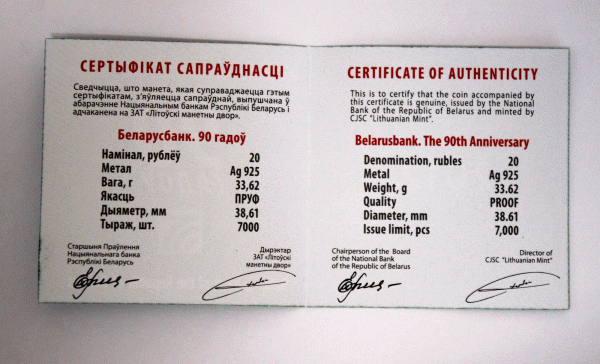 СЕРТЫФІКАТ САПРАЎДНАСЦІ
Сведчыцца, што манета, якая суправаджаецца гэтым
сертыфікатам, з'яўляецца сапраўднай, выпушчана ў
абарачэнне Нацыянальным банкам Рэспублікі Беларусь і
адчаканена на ЗАТ «Літоўскі манетны двор».
Беларусбанк. 90 гадоў
Намінал, рублёў 20
Метал Ag 925
Вага, г 33,62
Якасць ПРУФ
Дыяметр, мм 38,61
Тыраж, шт. 7000
Старшыня Праўлення
Нацыянальнага банка
Рэспублікі Беларусь
Дырэктар
ЗАТ «Літоўскі
манетны двор»
CERTIFICATE OF AUTHENTICITY
This is to certify that the coin accompanied by
this certificate is genuine, issued by the National
Bank of the Republic of Belarus and minted by
CJSC "Lithuanian Mint".
Belarusbank. The 90th Anniversary
Denomination, rubles 20
Metal Ag 925
Weight, g 33.62
Quality PROOF
Diameter, mm 38.61
Issue limit, pcs 7,000
Chairperson of the Board
of the National Bank
of the Republic of Belarus
Director of
CJSC "Lithuanian Mint"